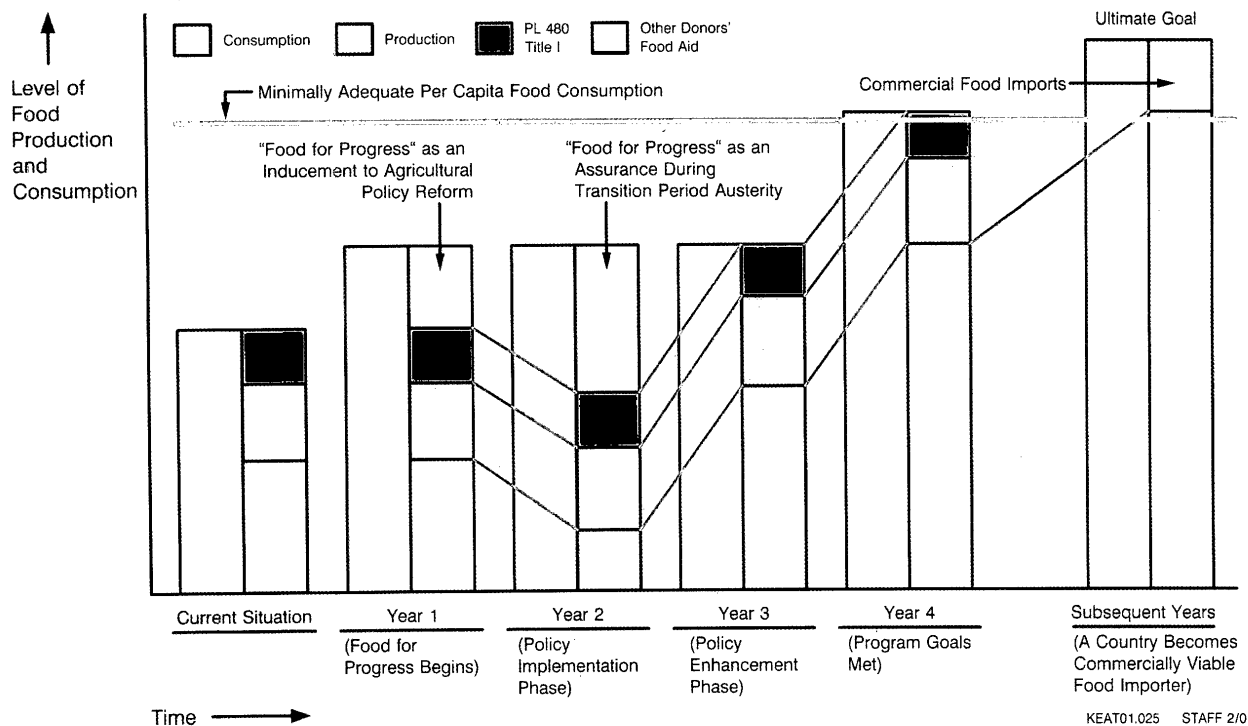 Ultimate Goal
Consumption
Production
PL 480
Title I
Other Donors'
Food Aid
Level of
Food
Production
and
Consumption
Minimally Adequate Per Capita Food Consumption
Commercial Food Imports
"Food for Progress" as an
Inducement to Agricultural
Policy Reform
"Food for Progress" as an
Assurance During
Transition Period Austerity
Current Situation
Year 1
(Food for
Progress Begins)
Year 2
(Policy
Implementation
Phase)
Year 3
(Policy
Enhancement
Phase)
Year 4
(Program Goals
Met)
Subsequent Years
(A Country Becomes
Commercially Viable
Food Importer)
Time
KEAT01.025 STAFF 2/0